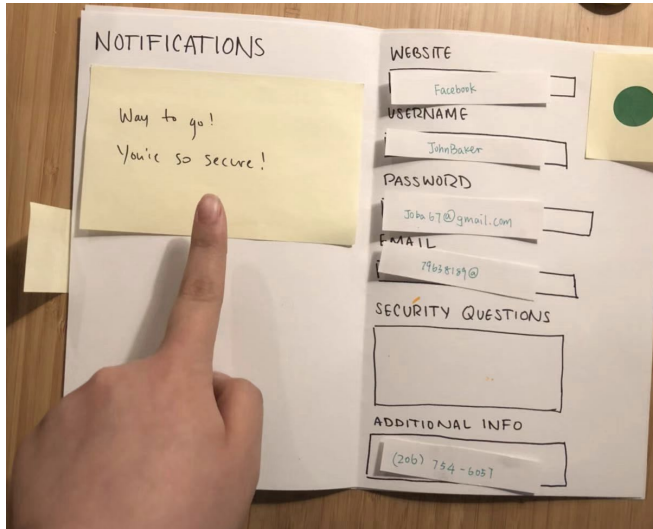 NOTIFICATIONS
Way to go!
You're so secure!
WEBSITE
Facebook
USERNAME
JohnBaker
PASSWORD
Joba67@gmail.com
EMAIL
79638189@
SECURITY QUESTIONS
ADDITIONAL INFO
(206) 754-6037